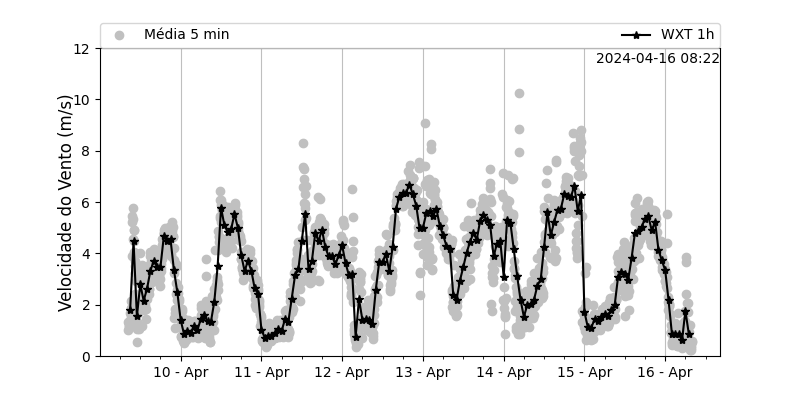 Média 5 min
WXT 1h
2024-04-16 08:22
Velocidade do Vento (m/s)
12
10
8
6
4
2
0
10 - Apr
11 - Apr
12 - Apr
13 - Apr
14 - Apr
15 - Apr
16 - Apr